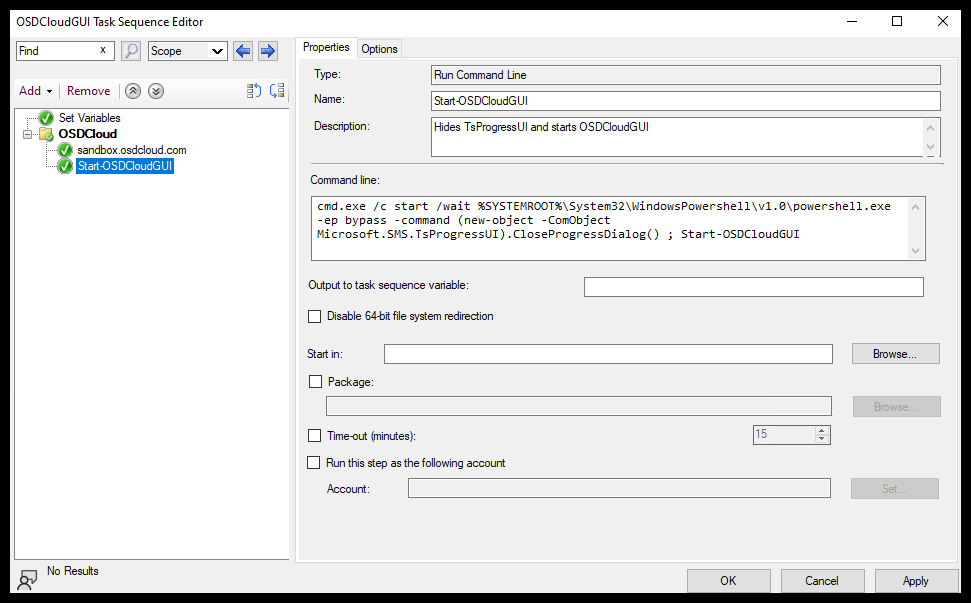 OSDCloudGUI Task Sequence Editor
Find x Scope
Add Remove
Set Variables
OSDCloud
sandbox.osdcloud.com
Start-OSDCloudGUI
No Results
Properties Options
Type: Run Command Line
Name: Start-OSDCloudGUI
Description: Hides TsProgressUI and starts OSDCloudGUI
Command line:
cmd.exe /c start /wait %SYSTEMROOT%\System32\WindowsPowershell\v1.0\powershell.exe
-ep bypass -command (new-object -ComObject
Microsoft.SMS.TsProgressUI).CloseProgressDialog() ; Start-OSDCloudGUI
Output to task sequence variable:
Disable 64-bit file system redirection
Start in: Browse...
Package:
Browse...
Time-out (minutes): 15
Run this step as the following account
Account: Set...
OK Cancel Apply